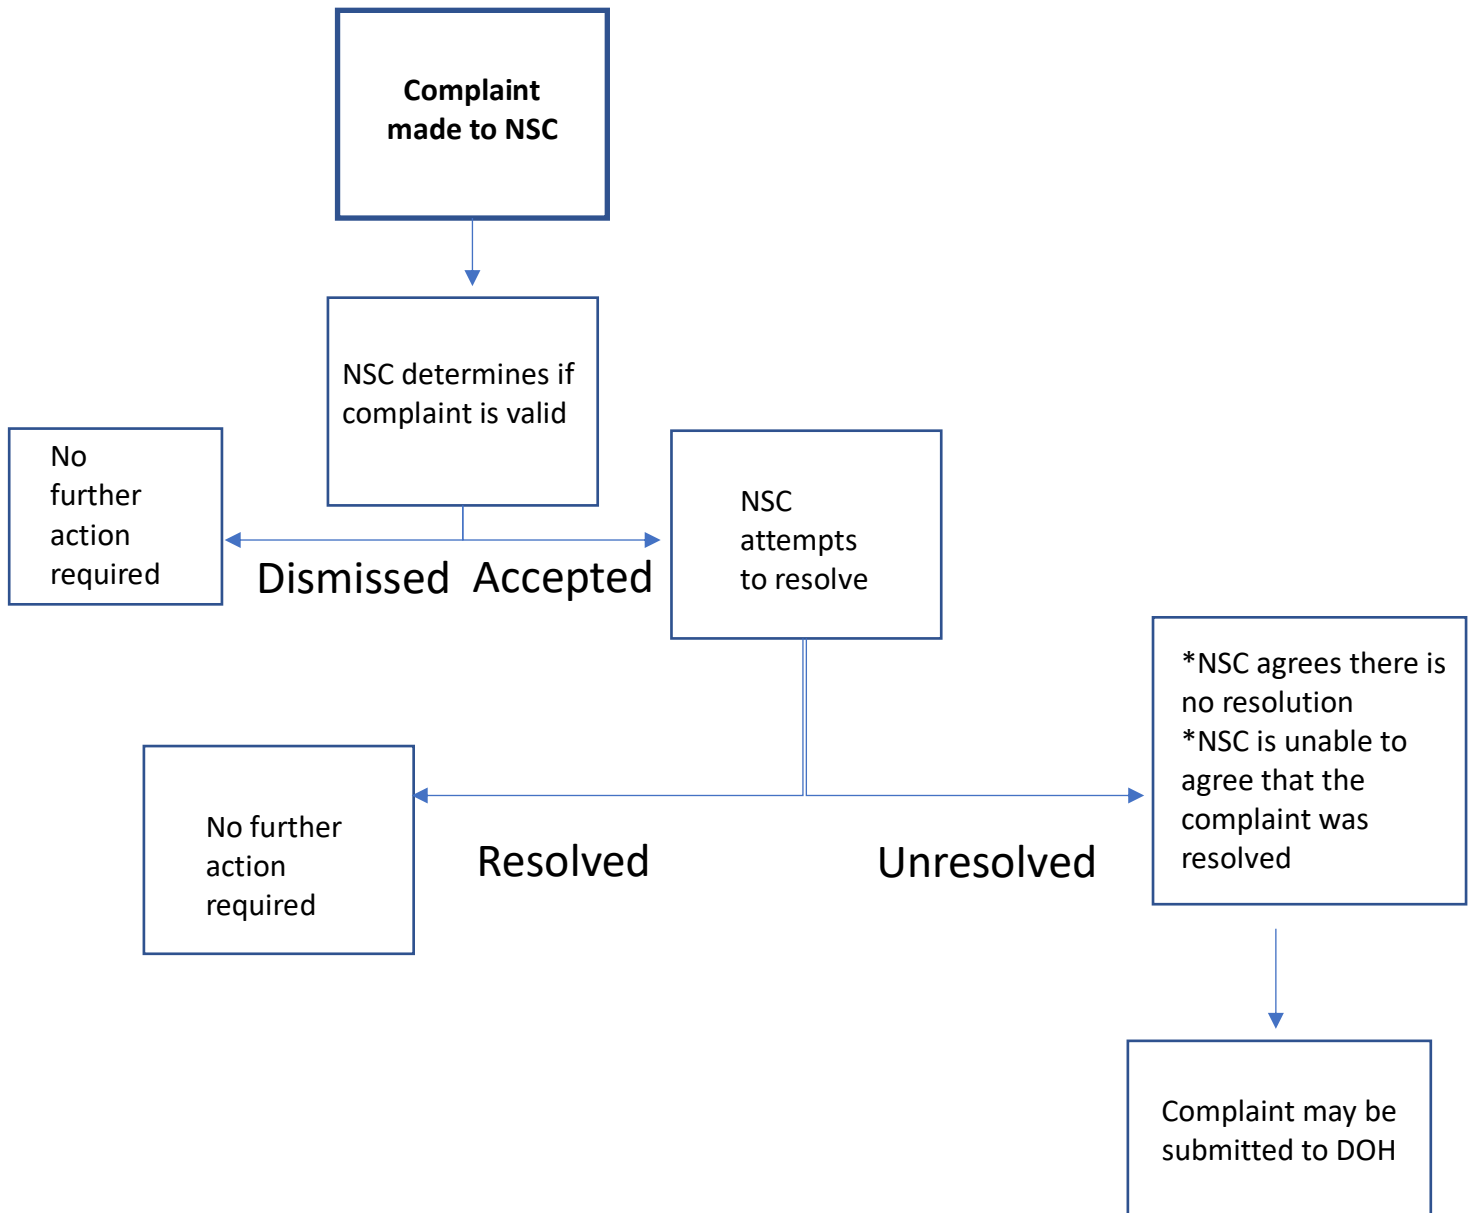 Complaint
made to NSC
NSC determines if
complaint is valid
No
further
action
required
Dismissed
Accepted
NSC
attempts
to resolve
No further
action
required
Resolved
Unresolved
*NSC agrees there is
no resolution
*NSC is unable to
agree that the
complaint was
resolved
Complaint may be
submitted to DOH